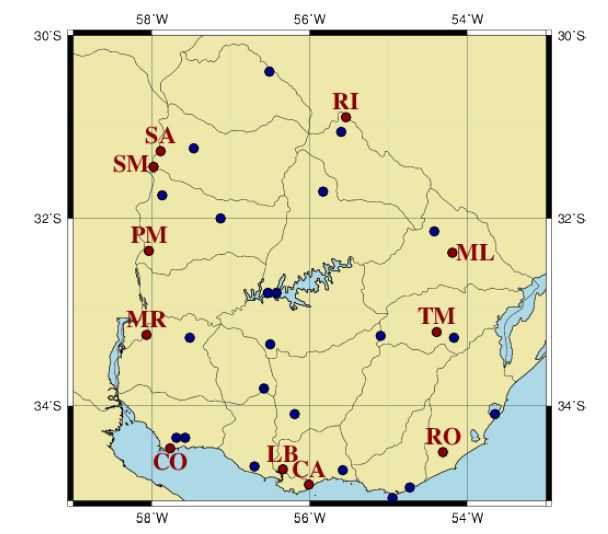 58˚W 56˚W 54˚W
30˚S 30˚S
RI
SA
SM
32˚S 32˚S
PM
ML
MR TM
34˚S 34˚S
RO
CO LB CA
58˚W 56˚W 54˚W